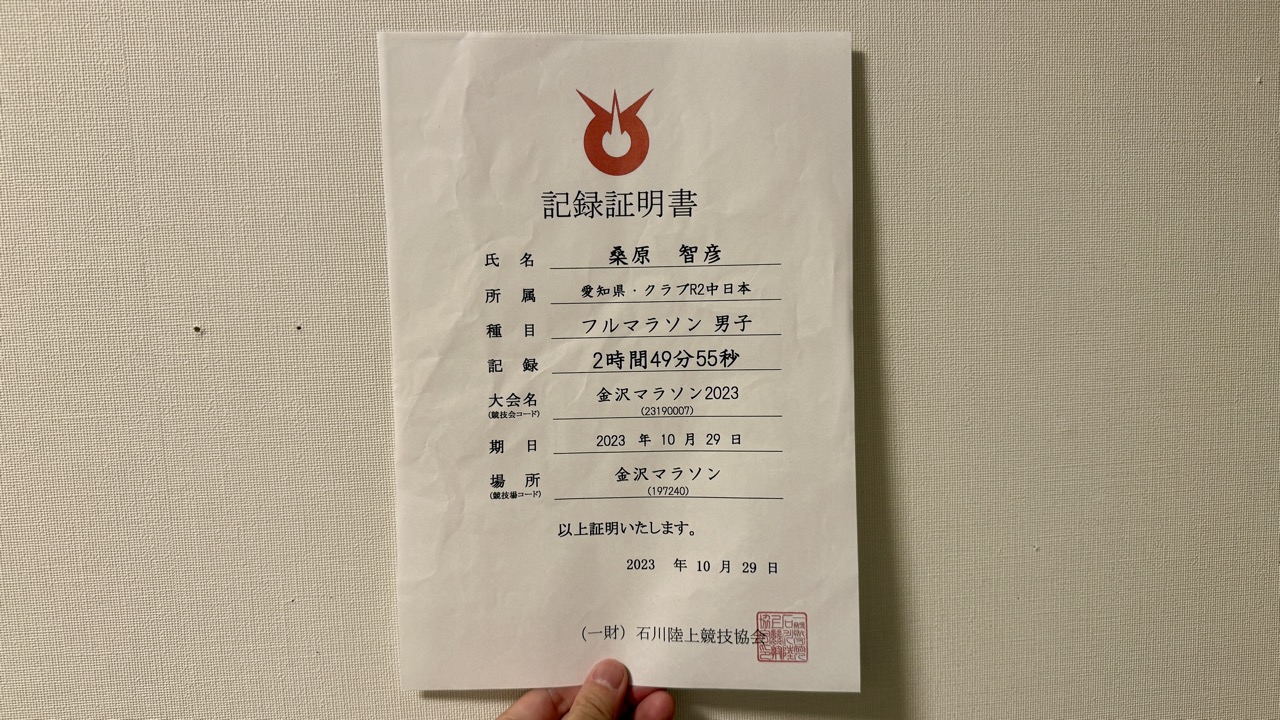 記録証明書
氏 名 桑原 智彦
所 属 愛知県・クラブR2中日本
種 目 フルマラソン 男子
記 録 2時間49分55秒
大会名 金沢マラソン2023
(競技会コード) (23190007)
期 日 2023 年 10 月 29 日
場 所 金沢マラソン
(競技場コード) (197240)
以上証明いたします。
2023 年 10 月 29 日
(一財) 石川陸上競技協会